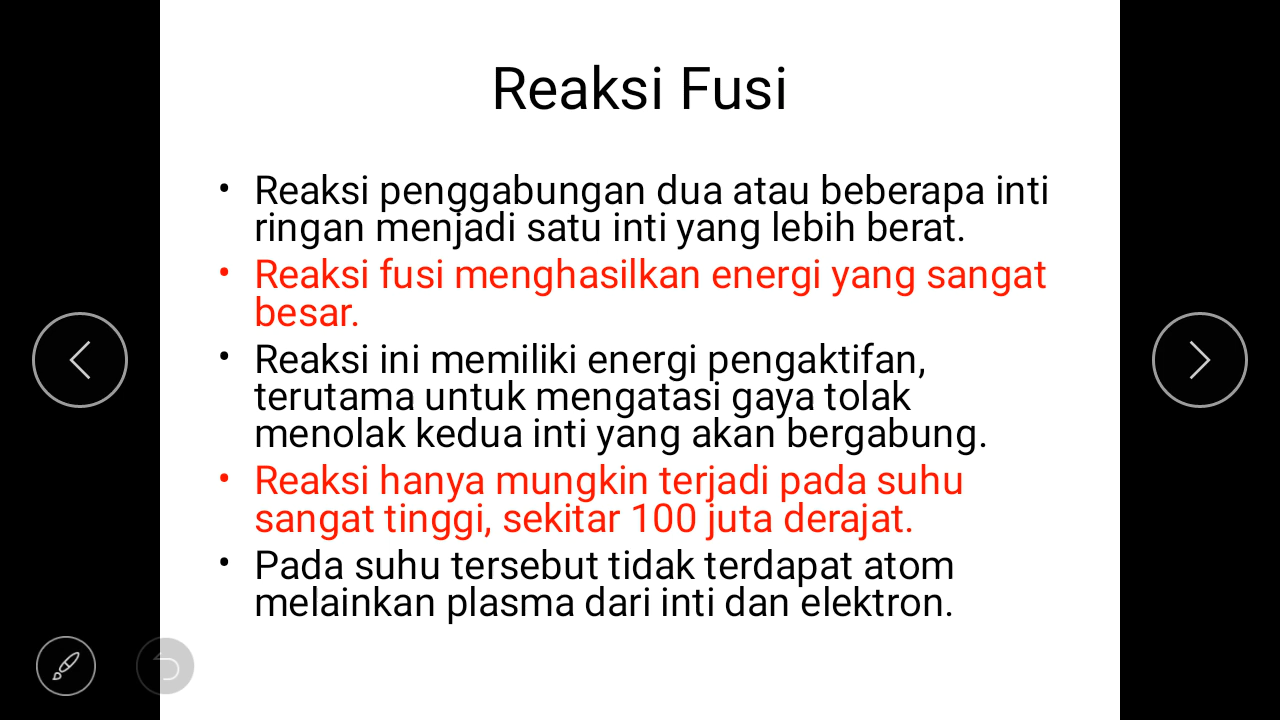 Reaksi Fusi
• Reaksi penggabungan dua atau beberapa inti
ringan menjadi satu inti yang lebih berat.
• Reaksi fusi menghasilkan energi yang sangat
besar.
• Reaksi ini memiliki energi pengaktifan,
terutama untuk mengatasi gaya tolak
menolak kedua inti yang akan bergabung.
• Reaksi hanya mungkin terjadi pada suhu
sangat tinggi, sekitar 100 juta derajat.
• Pada suhu tersebut tidak terdapat atom
melainkan plasma dari inti dan elektron.